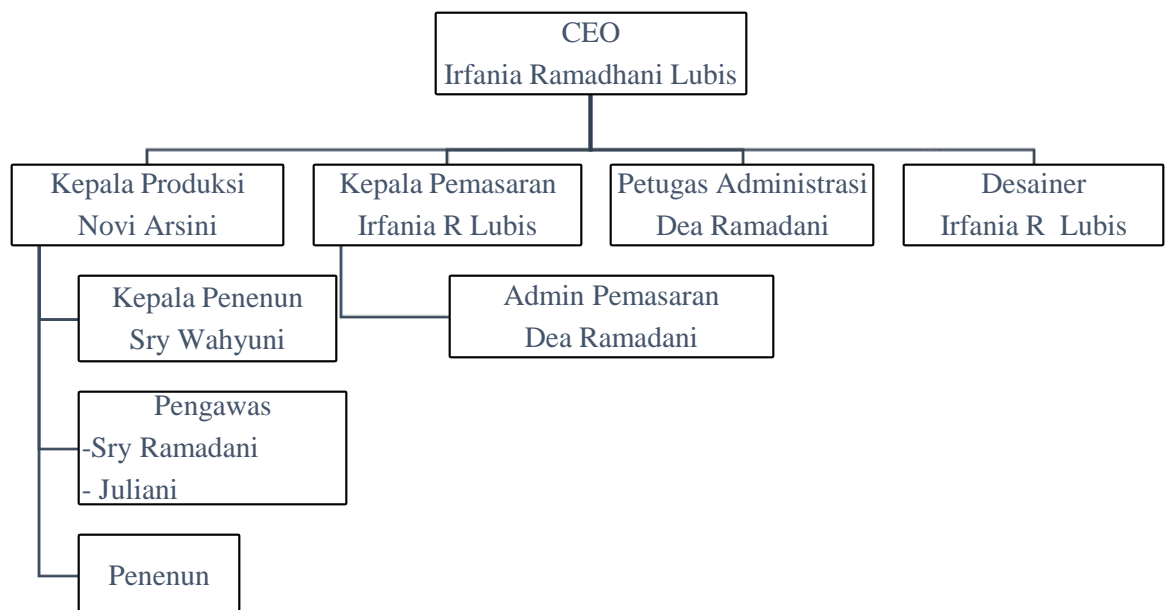 CEO
Irfania Ramadhani Lubis
Kepala Produksi
Novi Arsini
Kepala Pemasaran
Irfania R Lubis
Petugas Administrasi
Dea Ramadani
Desainer
Irfania R  Lubis
Kepala Penenun
Sry Wahyuni
Admin Pemasaran
Dea Ramadani
Pengawas
-Sry Ramadani
- Juliani
Penenun